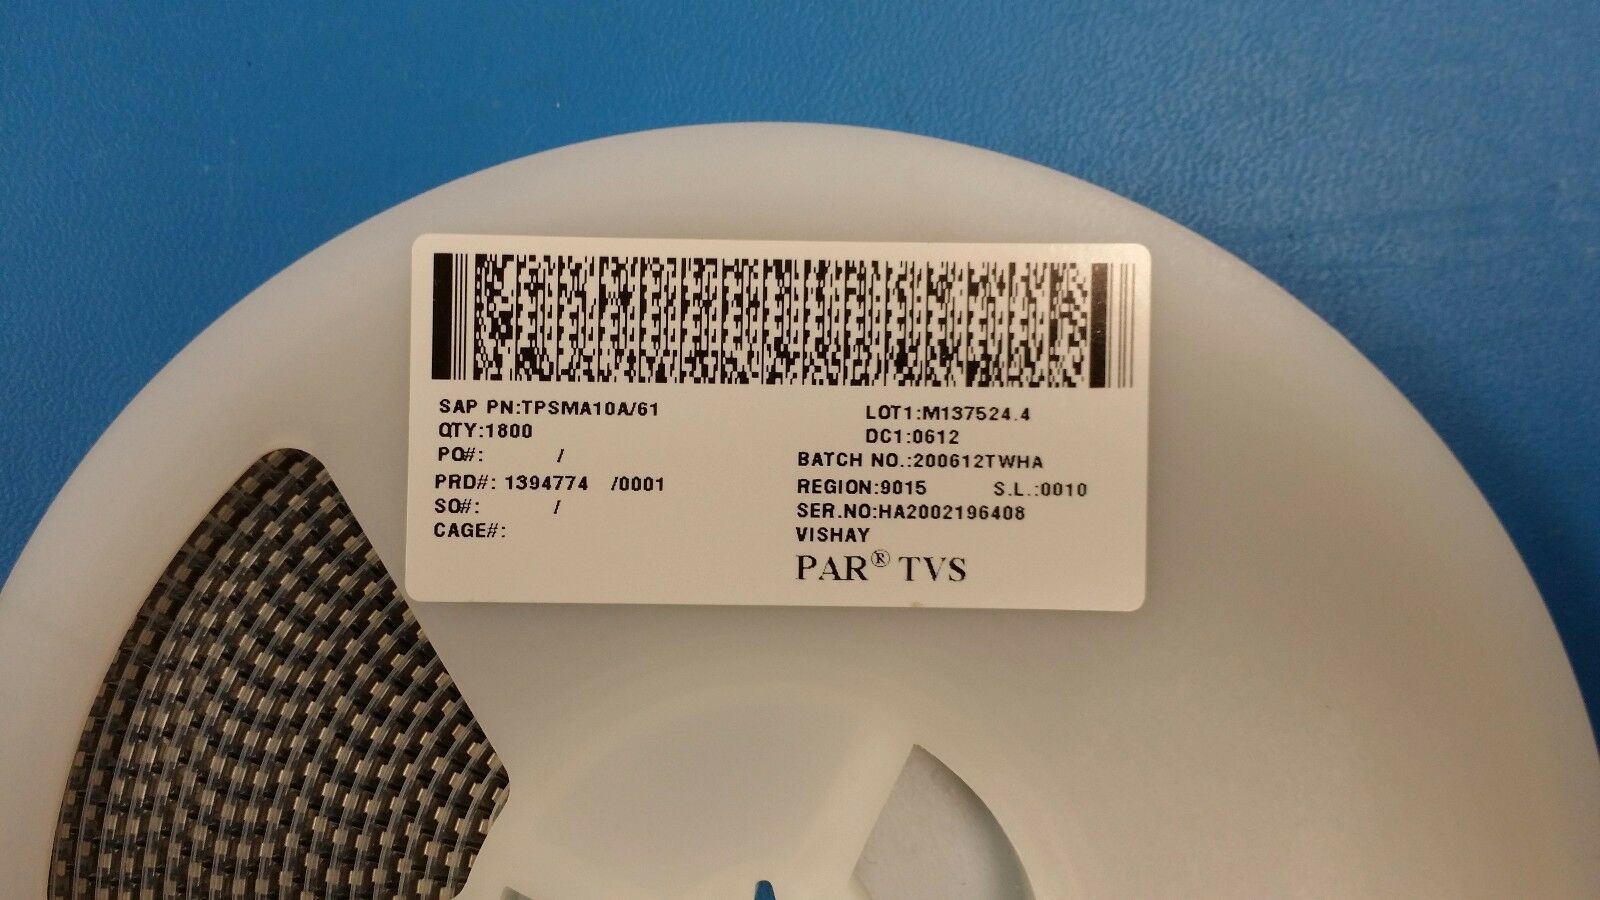 SAP PN:TPSMA10A/61
QTY:1800
PO#: /
PRD#: 1394774 /0001
SO#: /
CAGE#:
LOT1:M137524.4
DC1:0612
BATCH NO.:200612TWHA
REGION:9015 S.L.:0010
SER.NO:HA2002196408
VISHAY
PAR® TVS